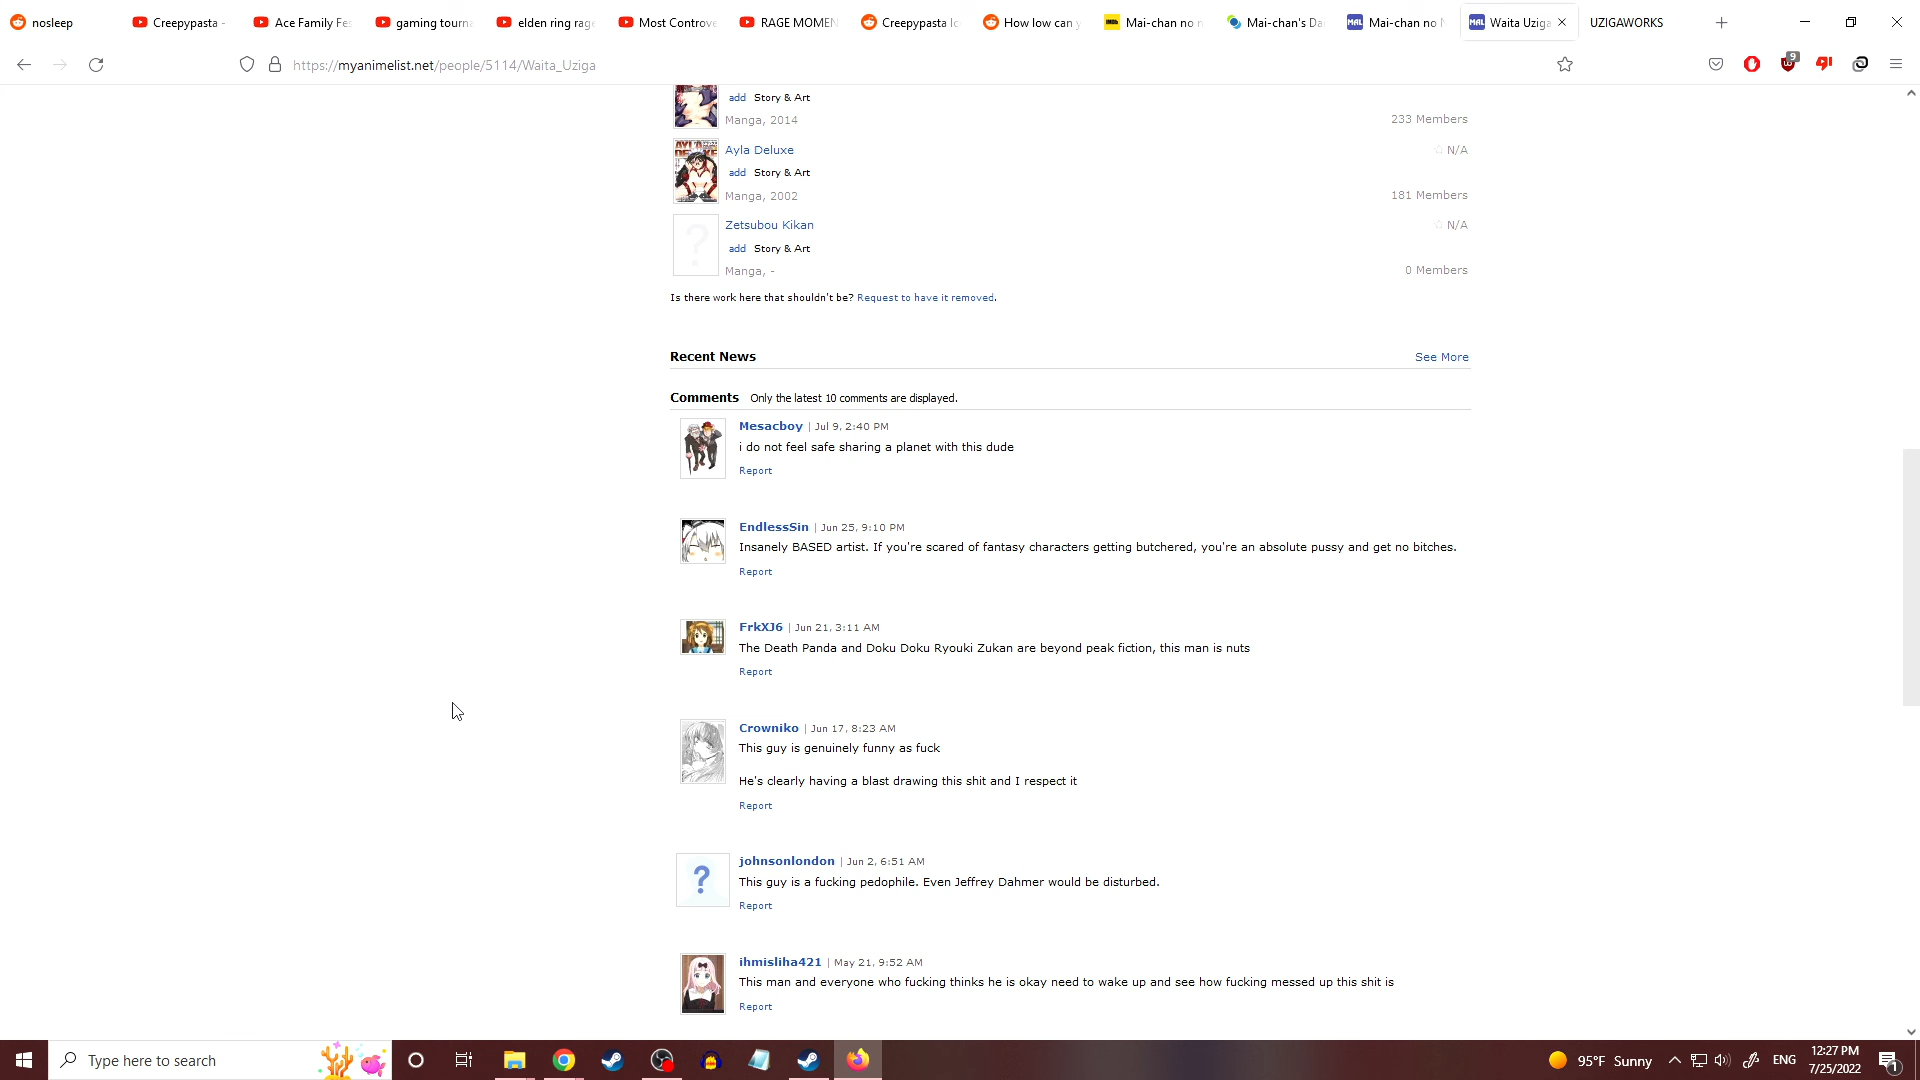 nosleep
Creepypasta -
Ace Family Fes
gaming tourna
elden ring rage
Most Controve
RAGE MOMEN
Creepypasta Ic
How low can y
Mai-chan no n
Mai-chan's Dai
Mai-chan no N
Waita Uziga
UZIGAWORKS
https://myanimelist.net/people/5114/Waita_Uziga
9
add Story & Art
Manga, 2014
233 Members
AYLA DELUXE
Ayla Deluxe
N/A
add Story & Art
Manga, 2002
181 Members
Zetsubou Kikan
N/A
add Story & Art
Manga, -
0 Members
Is there work here that shouldn't be? Request to have it removed.
Recent News
See More
Comments Only the latest 10 comments are displayed.
Mesacboy | Jul 9, 2:40 PM
i do not feel safe sharing a planet with this dude
Report
EndlessSin | Jun 25, 9:10 PM
Insanely BASED artist. If you're scared of fantasy characters getting butchered, you're an absolute pussy and get no bitches.
Report
FrkXJ6 | Jun 21, 3:11 AM
The Death Panda and Doku Doku Ryouki Zukan are beyond peak fiction, this man is nuts
Report
Crowniko | Jun 17, 8:23 AM
This guy is genuinely funny as fuck
He's clearly having a blast drawing this shit and I respect it
Report
johnsonlondon | Jun 2, 6:51 AM
This guy is a fucking pedophile. Even Jeffrey Dahmer would be disturbed.
Report
ihmisliha421 | May 21, 9:52 AM
This man and everyone who fucking thinks he is okay need to wake up and see how fucking messed up this shit is
Report
Type here to search
95°F Sunny
ENG
12:27 PM
7/25/2022
1